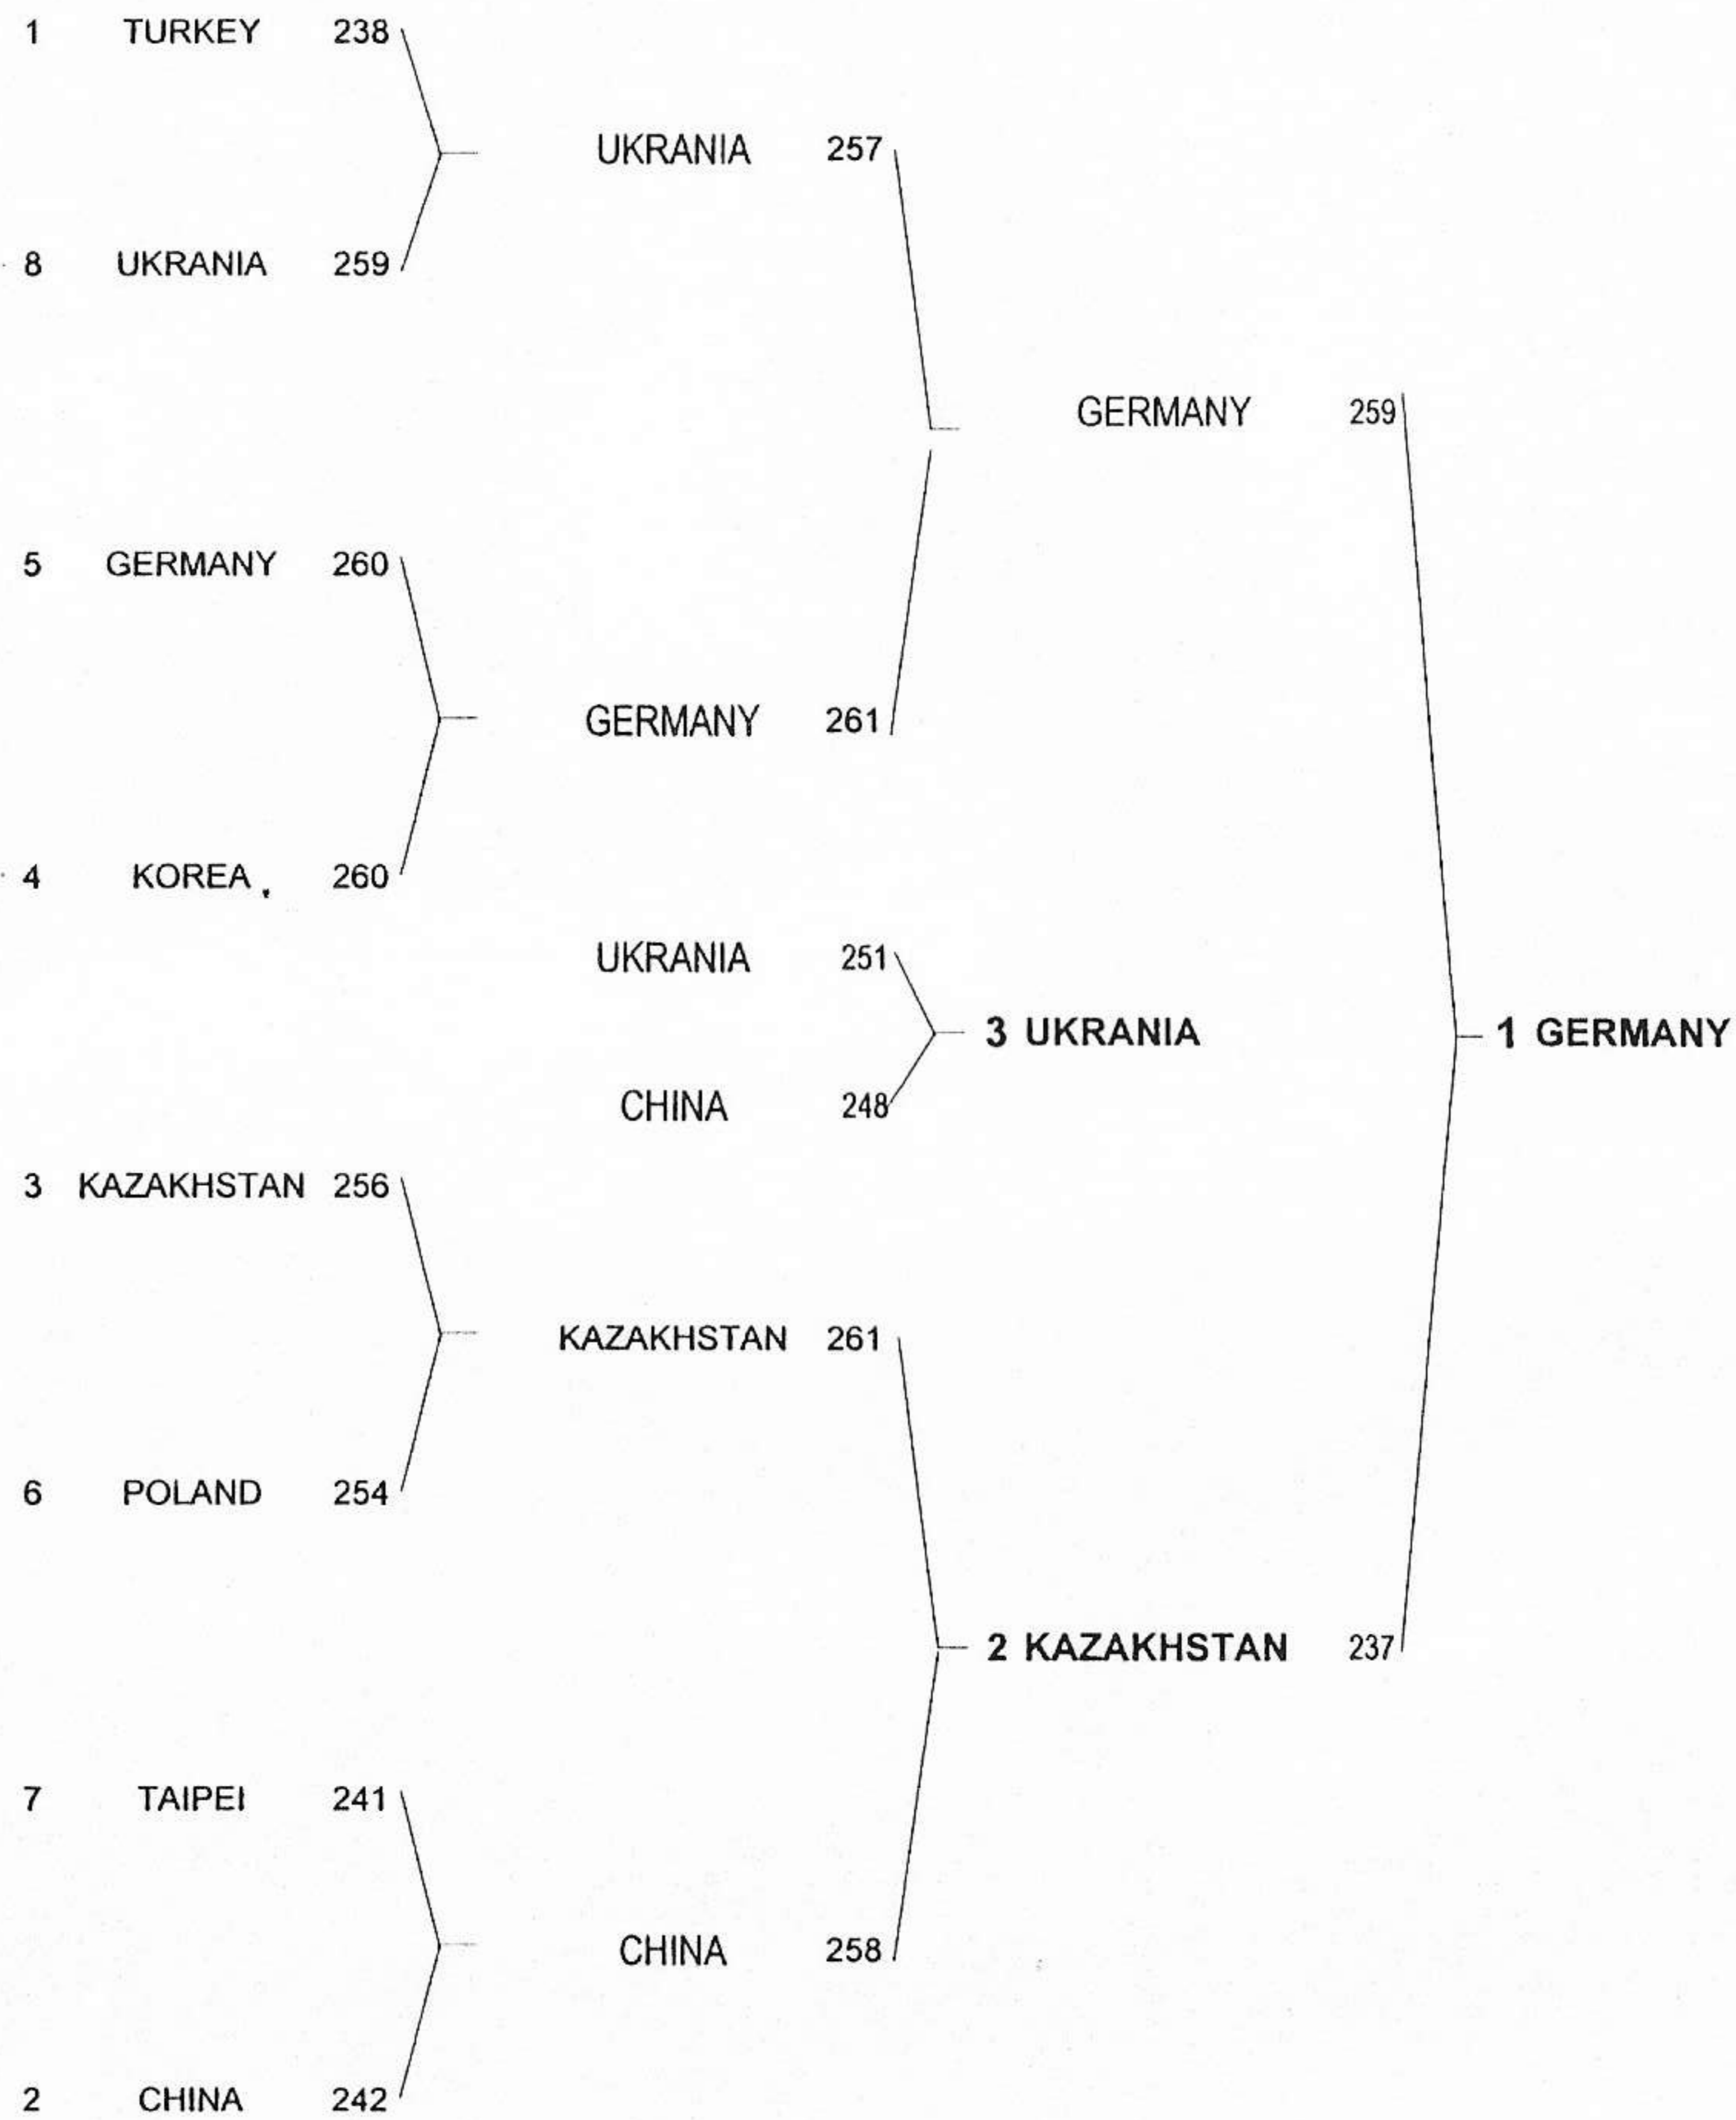 1 TURKEY 238
UKRANIA 257
8 UKRANIA 259
GERMANY 259
5 GERMANY 260
GERMANY 261
4 KOREA 260
UKRANIA 251
3 UKRANIA
1 GERMANY
CHINA 248
3 KAZAKHSTAN 256
KAZAKHSTAN 261
6 POLAND 254
2 KAZAKHSTAN 237
7 TAIPEI 241
CHINA 258
2 CHINA 242